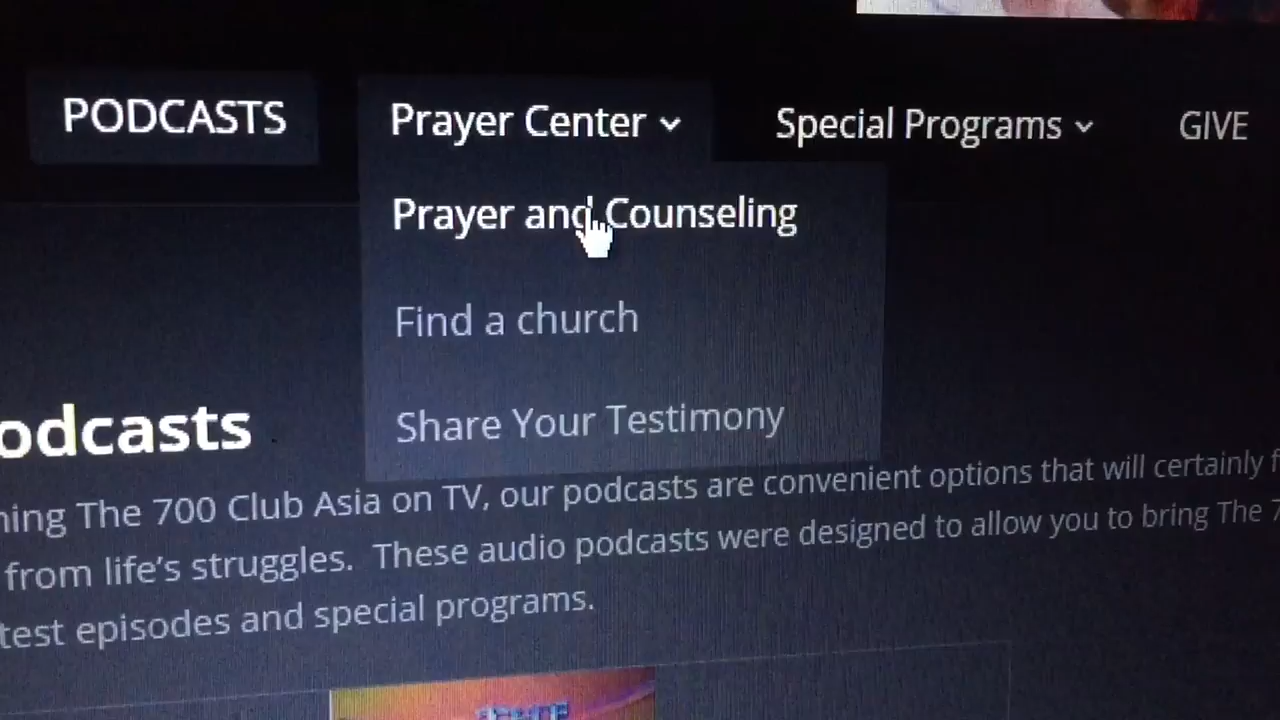 PODCASTS
Prayer Center
Special Programs
GIVE
Prayer and Counseling
Find a church
Share Your Testimony
odcasts
ning The 700 Club Asia on TV, our podcasts are convenient options that will certainly f
from life's struggles. These audio podcasts were designed to allow you to bring The 7
test episodes and special programs.